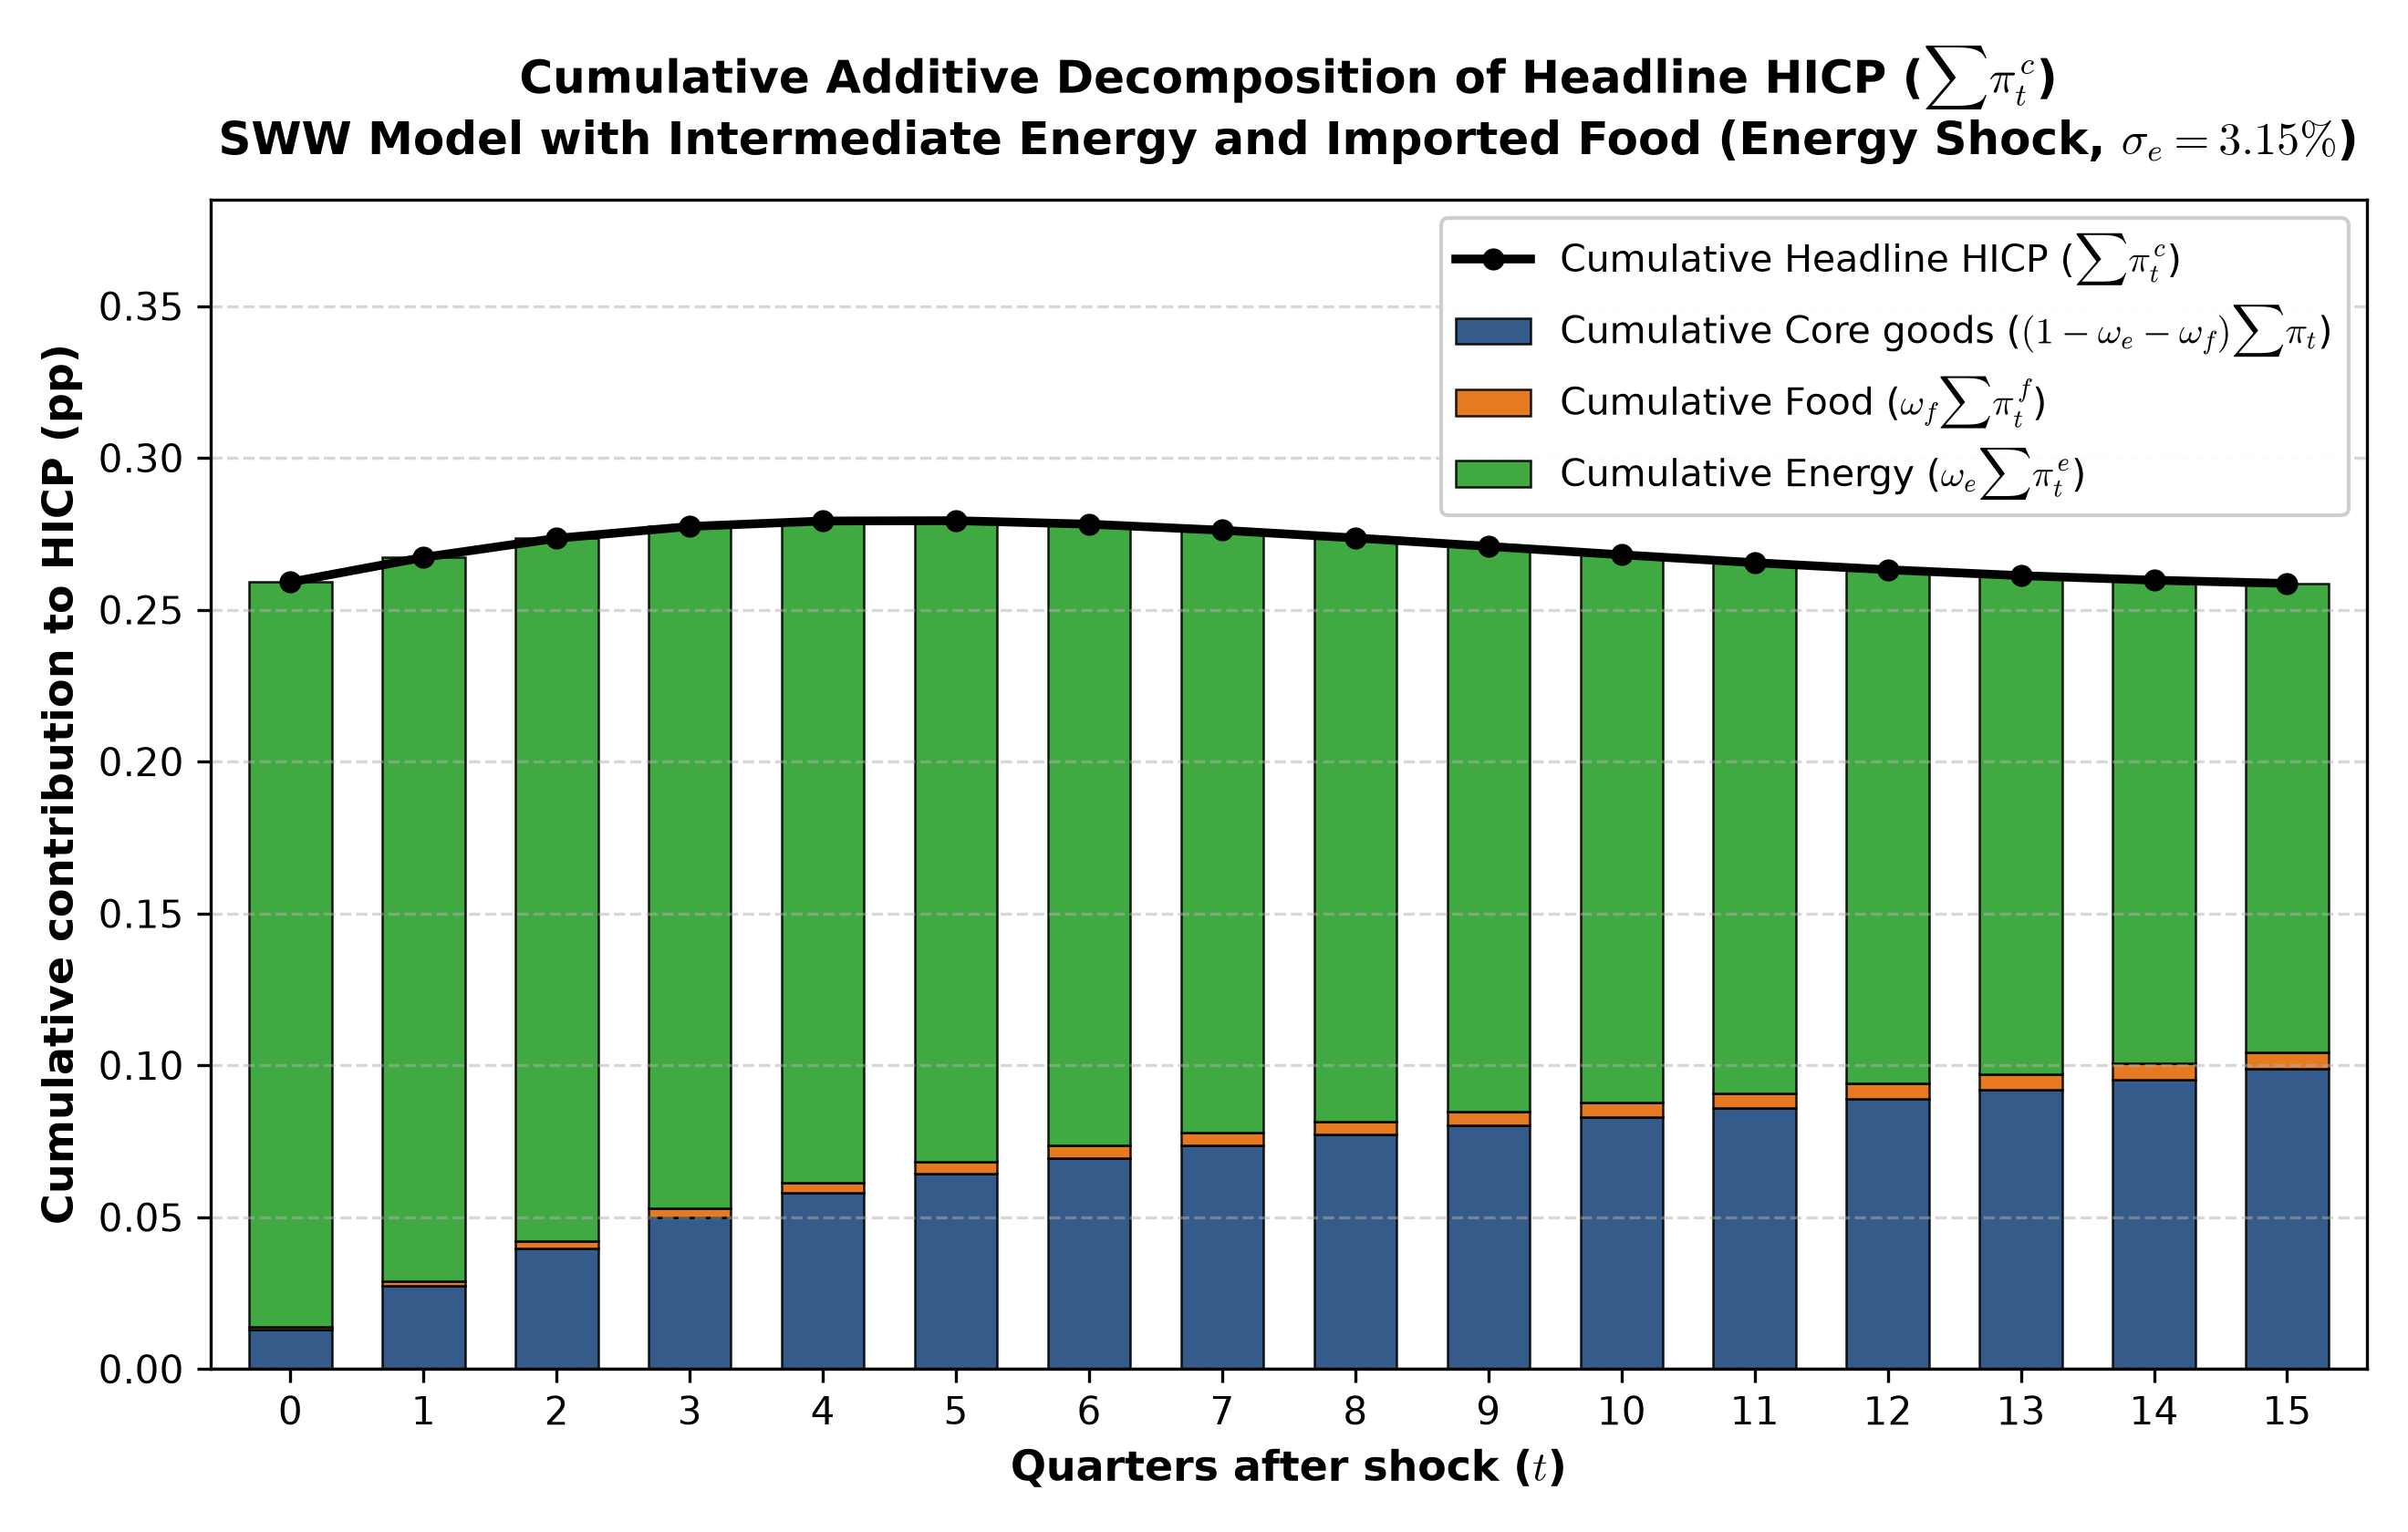 Cumulative Additive Decomposition of Headline HICP (∑π_t^c)
SWW Model with Intermediate Energy and Imported Food (Energy Shock, σ_e = 3.15%)
Cumulative Headline HICP (∑π_t^c)
Cumulative Core goods ((1 − ω_e − ω_f)∑π_t)
Cumulative Food (ω_f∑π_t^f)
Cumulative Energy (ω_e∑π_t^e)
Cumulative contribution to HICP (pp)
0.35
0.30
0.25
0.20
0.15
0.10
0.05
0.00
0 1 2 3 4 5 6 7 8 9 10 11 12 13 14 15
Quarters after shock (t)